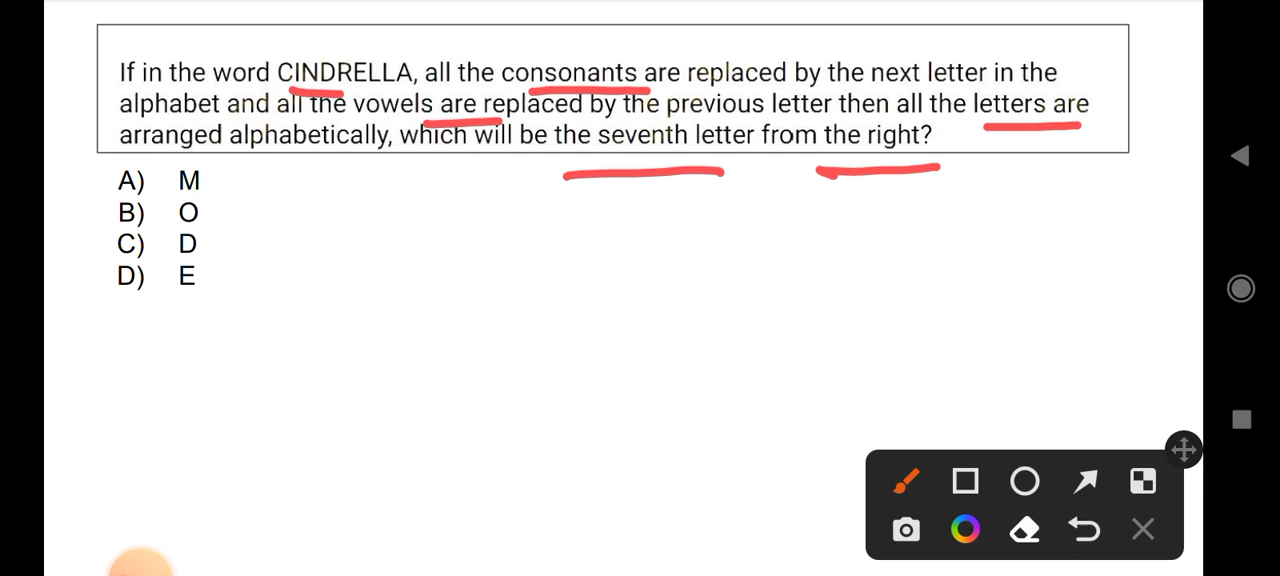 If in the word CINDRELLA, all the consonants are replaced by the next letter in the
alphabet and all the vowels are replaced by the previous letter then all the letters are
arranged alphabetically, which will be the seventh letter from the right?
A) M
B) O
C) D
D) E